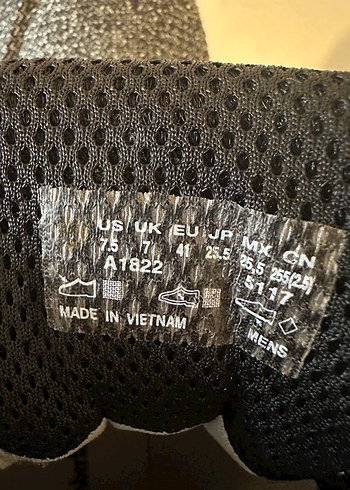 US UK EU JP MX CN
7.5 7 41 25.5 25.5 255(2.5)
A1822 5117
MADE IN VIETNAM
MENS